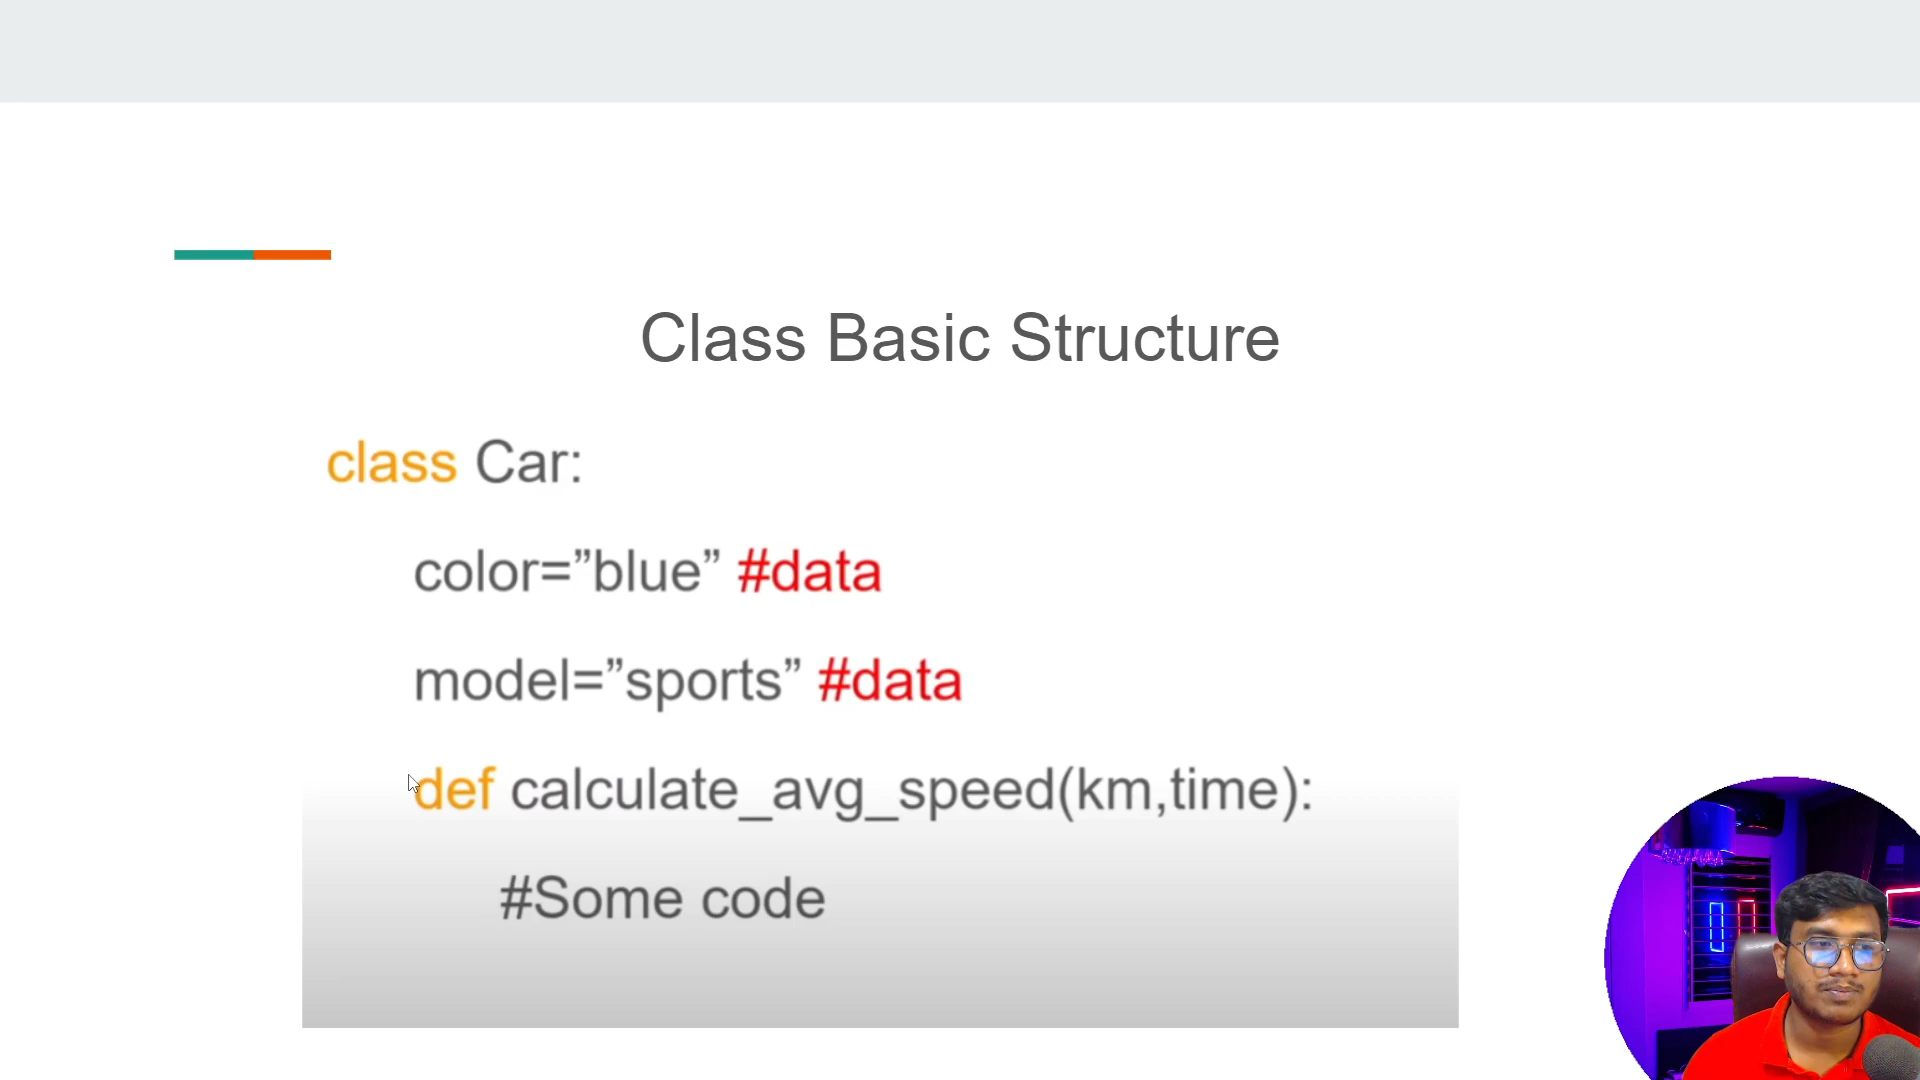 Class Basic Structure
class Car:
color=”blue” #data
model=”sports” #data
def calculate_avg_speed(km,time):
#Some code